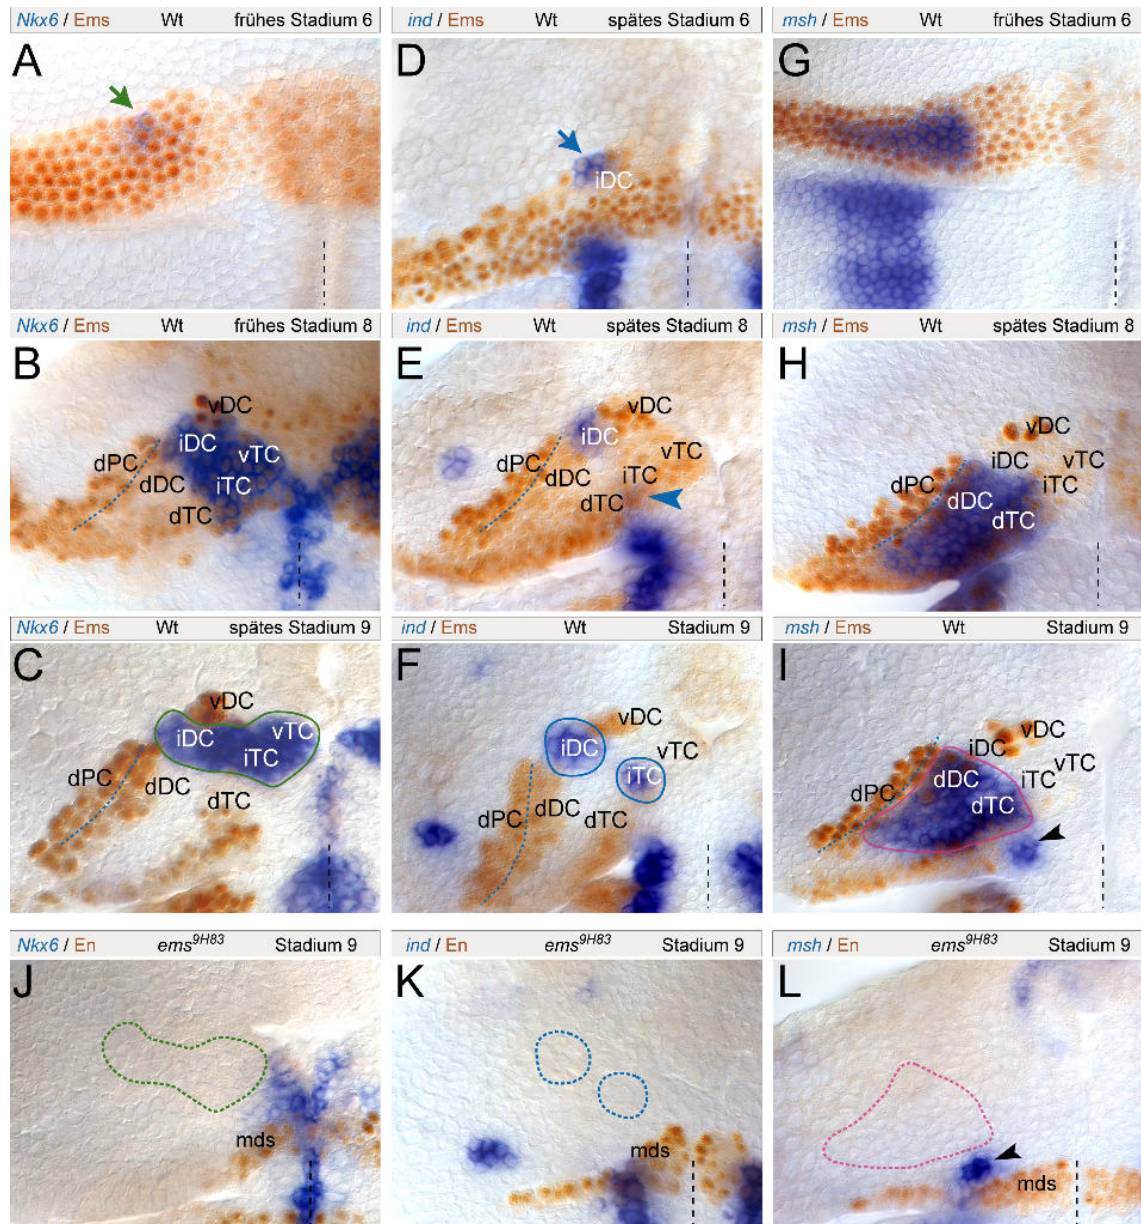 Nkx6 / Ems Wt frühes Stadium 6
ind / Ems Wt spätes Stadium 6
msh / Ems Wt frühes Stadium 6
A
D
iDC
G
Nkx6 / Ems Wt frühes Stadium 8
ind / Ems Wt spätes Stadium 8
msh / Ems Wt spätes Stadium 8
B
vDC
iDC
vTC
dPC
iTC
dDC
dTC
E
vDC
iDC
vTC
dPC
iTC
dDC
dTC
H
vDC
iDC
vTC
dPC
iTC
dDC
dTC
Nkx6 / Ems Wt spätes Stadium 9
ind / Ems Wt Stadium 9
msh / Ems Wt Stadium 9
C
vDC
vTC
iDC
iTC
dPC
dDC
dTC
F
vDC
iDC
vTC
iTC
dPC
dDC
dTC
I
vDC
iDC
vTC
dDC
iTC
dPC
dTC
Nkx6 / En ems9H83 Stadium 9
ind / En ems9H83 Stadium 9
msh / En ems9H83 Stadium 9
J
mds
K
mds
L
mds